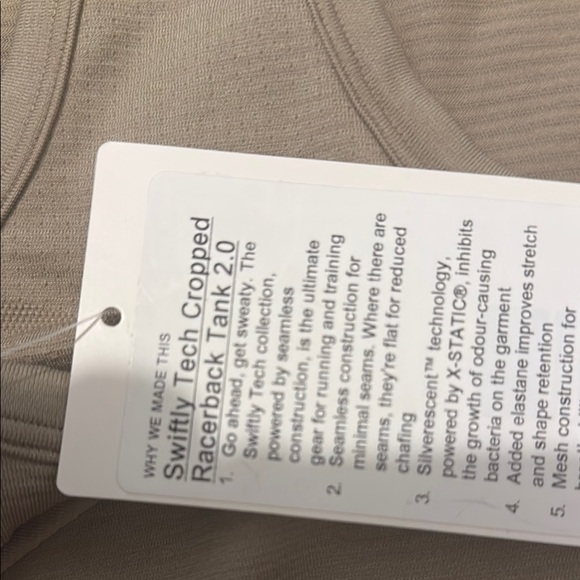 WHY WE MADE THIS
Swiftly Tech Cropped
Racerback Tank 2.0
1. Go ahead, get sweaty. The
Swiftly Tech collection,
powered by seamless
construction, is the ultimate
gear for running and training
2. Seamless construction for
minimal seams. Where there are
seams, they're flat for reduced
chafing
3. Silverescent™ technology,
powered by X-STATIC®, inhibits
the growth of odour-causing
bacteria on the garment
4. Added elastane improves stretch
and shape retention
5. Mesh construction for